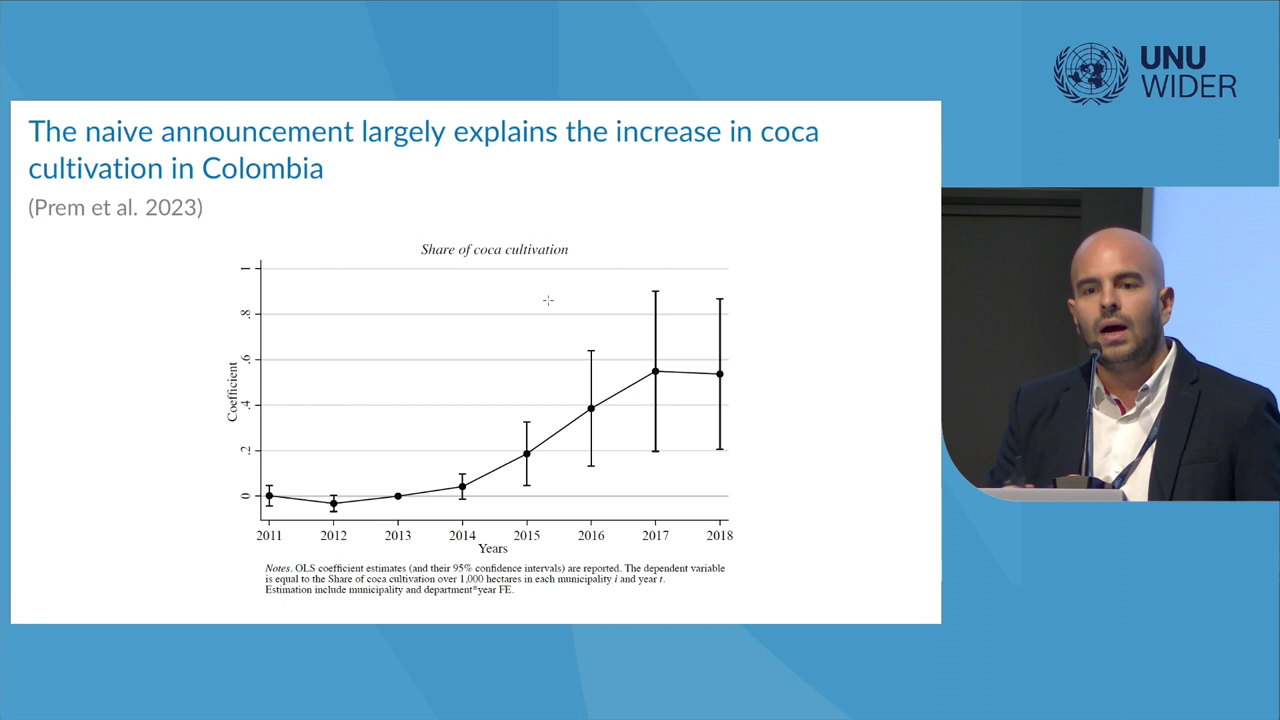 UNU
WIDER
The naive announcement largely explains the increase in coca
cultivation in Colombia
(Prem et al. 2023)
Share of coca cultivation
Coefficient
1
.8
.6
.4
.2
0
2011 2012 2013 2014 2015 2016 2017 2018
Years
Notes. OLS coefficient estimates (and their 95% confidence intervals) are reported. The dependent variable
is equal to the Share of coca cultivation over 1,000 hectares in each municipality i and year t.
Estimation include municipality and department*year FE.